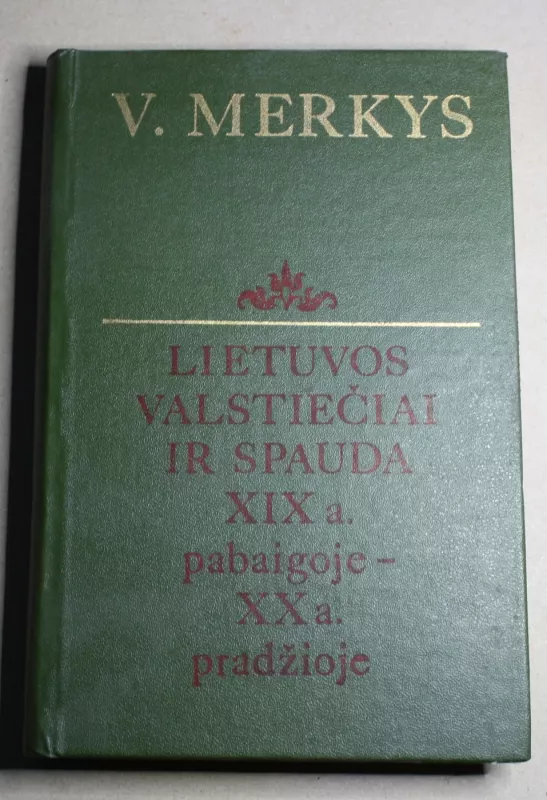 V. MERKYS
LIETUVOS
VALSTIEČIAI
IR SPAUDA
XIX a.
pabaigoje –
XX a.
pradžioje